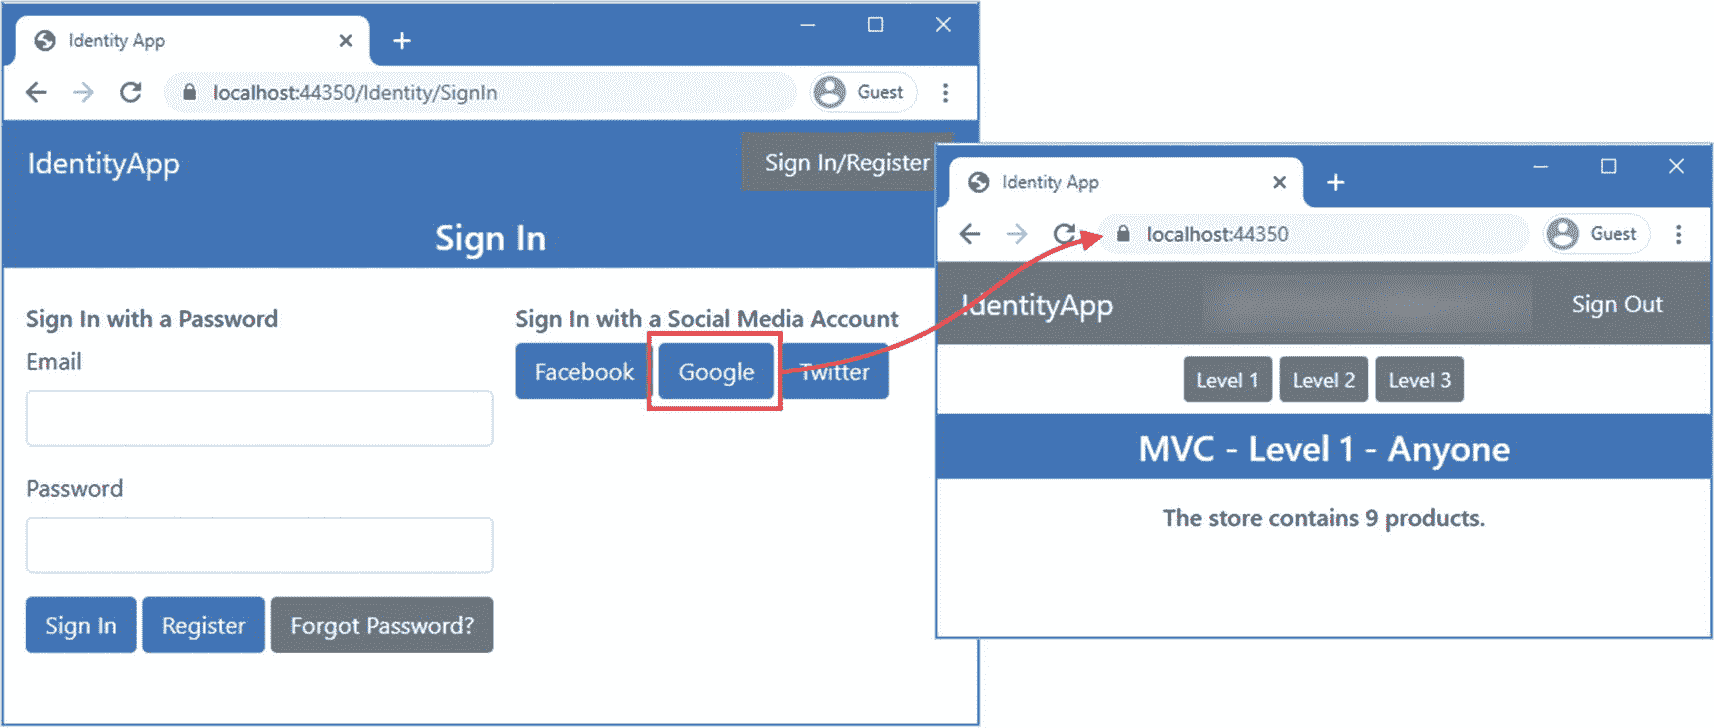 Identity App
localhost:44350/Identity/SignIn
Guest
IdentityApp
Sign In/Register
Sign In
Sign In with a Password
Email
Password
Sign In
Register
Forgot Password?
Sign In with a Social Media Account
Facebook
Google
Twitter
Identity App
localhost:44350
Guest
IdentityApp
Sign Out
Level 1
Level 2
Level 3
MVC - Level 1 - Anyone
The store contains 9 products.